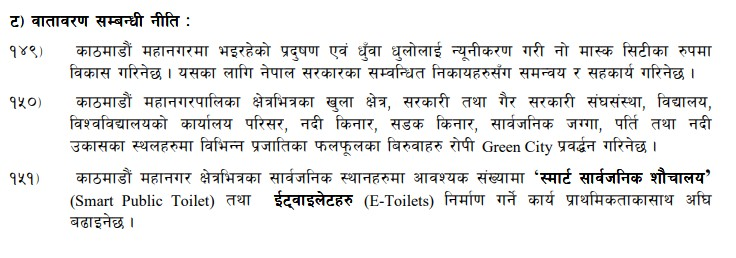 ट) वातावरण सम्बन्धी नीति :
१४९) काठमाडौं महानगरमा भइरहेको प्रदुषण एवं धुँवा धुलोलाई न्यूनीकरण गरी नो मास्क सिटीका रुपमा
विकास गरिनेछ । यसका लागि नेपाल सरकारका सम्वन्धित निकायहरुसँग समन्वय र सहकार्य गरिनेछ ।
१५०) काठमाडौं महानगरपालिका क्षेत्रभित्रका खुला क्षेत्र, सरकारी तथा गैर सरकारी संघसंस्था, विद्यालय,
विश्वविद्यालयको कार्यालय परिसर, नदी किनार, सडक किनार, सार्वजनिक जग्गा, पर्ति तथा नदी
उकासका स्थलहरुमा विभिन्न प्रजातिका फलफूलका बिरुवाहरु रोपी Green City प्रवर्द्धन गरिनेछ ।
१५१) काठमाडौं महानगर क्षेत्रभित्रका सार्वजनिक स्थानहरुमा आवश्यक संख्यामा ‘स्मार्ट सार्वजनिक शौचालय’
(Smart Public Toilet) तथा ईट्वाइलेटहरु (E-Toilets) निर्माण गर्ने कार्य प्राथमिकताकासाथ अघि
बढाइनेछ ।